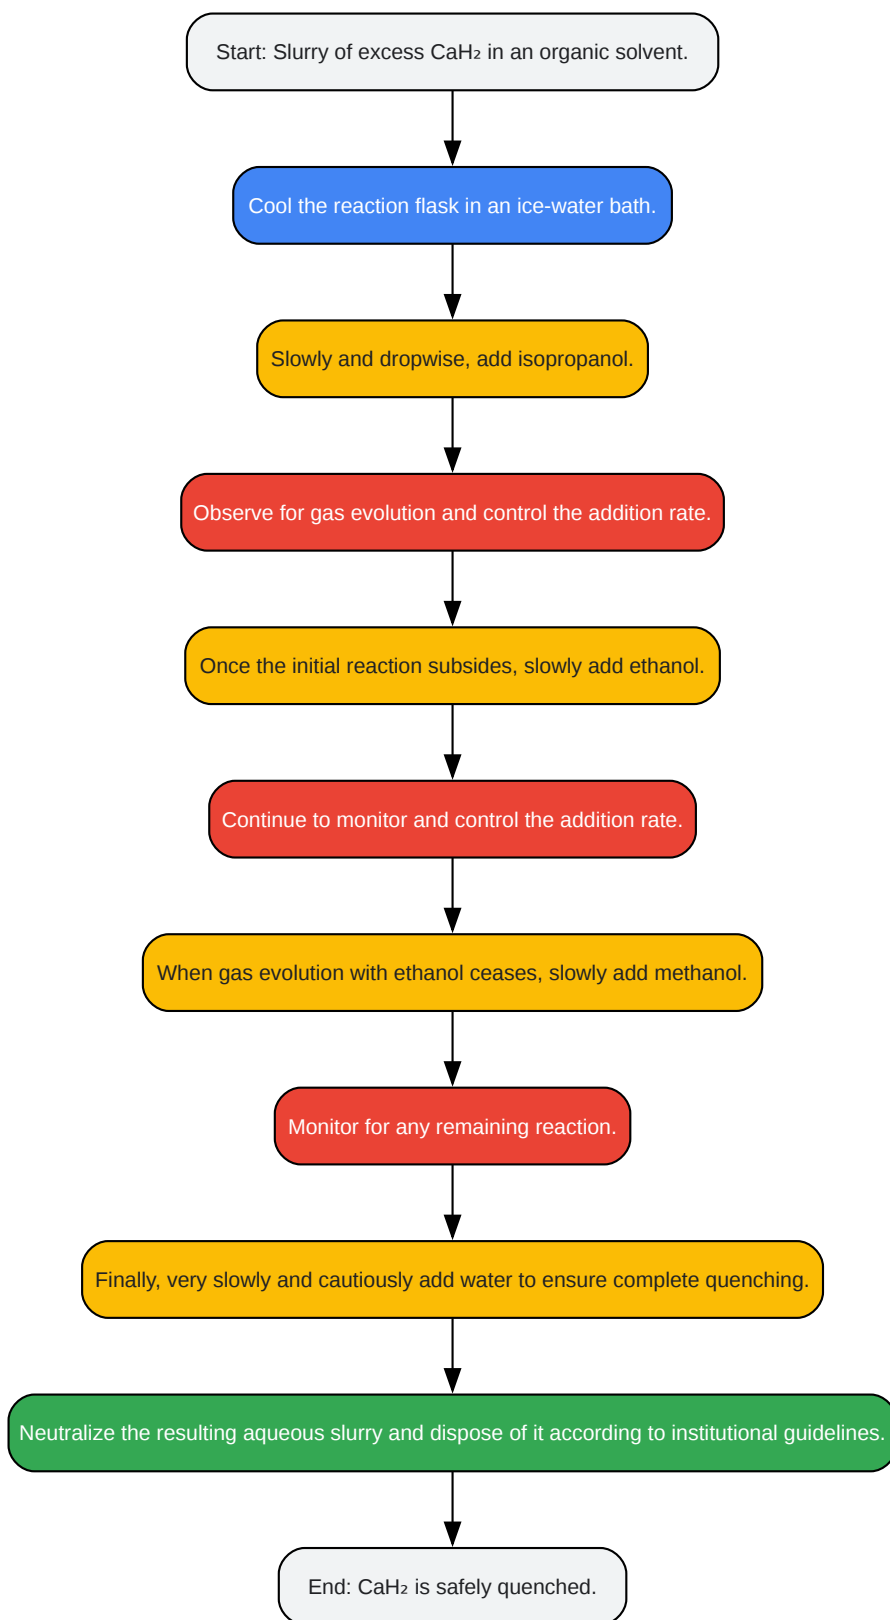 Start: Slurry of excess CaH₂ in an organic solvent.
Cool the reaction flask in an ice-water bath.
Slowly and dropwise, add isopropanol.
Observe for gas evolution and control the addition rate.
Once the initial reaction subsides, slowly add ethanol.
Continue to monitor and control the addition rate.
When gas evolution with ethanol ceases, slowly add methanol.
Monitor for any remaining reaction.
Finally, very slowly and cautiously add water to ensure complete quenching.
Neutralize the resulting aqueous slurry and dispose of it according to institutional guidelines.
End: CaH₂ is safely quenched.